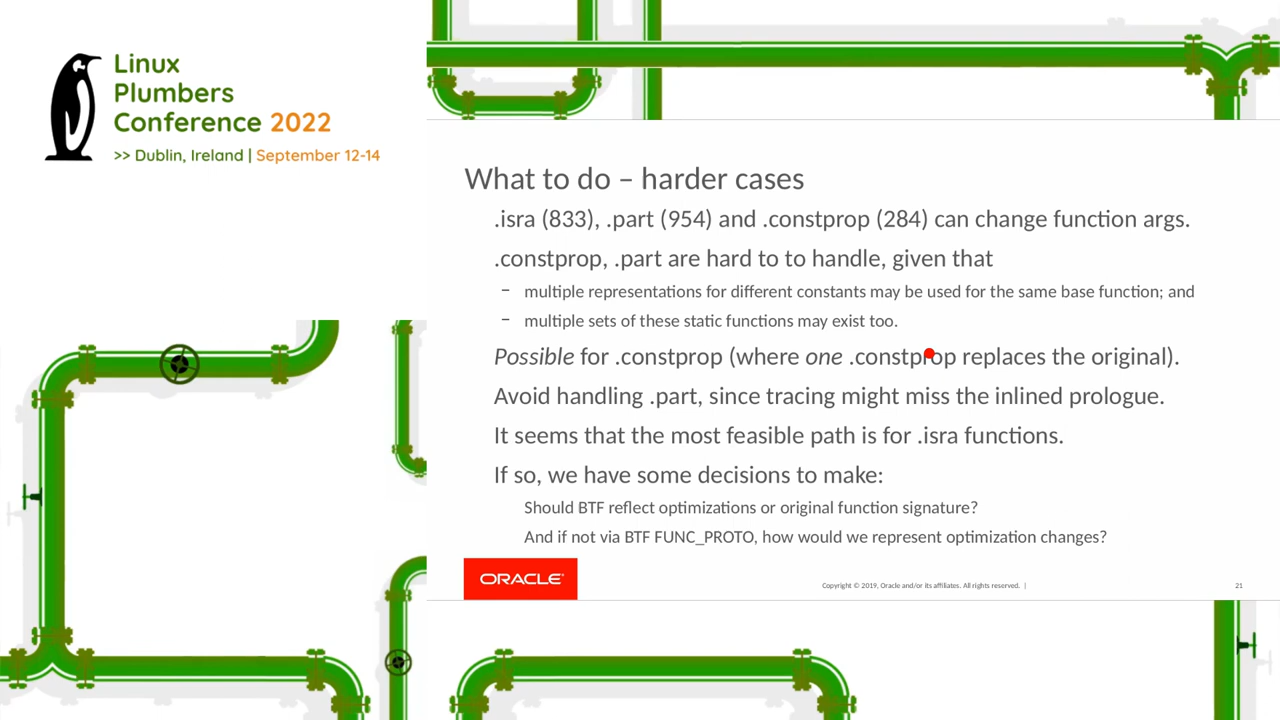 Linux
Plumbers
Conference 2022
>> Dublin, Ireland | September 12-14
What to do – harder cases
.isra (833), .part (954) and .constprop (284) can change function args.
.constprop, .part are hard to to handle, given that
– multiple representations for different constants may be used for the same base function; and
– multiple sets of these static functions may exist too.
Possible for .constprop (where one .constprop replaces the original).
Avoid handling .part, since tracing might miss the inlined prologue.
It seems that the most feasible path is for .isra functions.
If so, we have some decisions to make:
Should BTF reflect optimizations or original function signature?
And if not via BTF FUNC_PROTO, how would we represent optimization changes?
ORACLE
Copyright © 2019, Oracle and/or its affiliates. All rights reserved. |
21